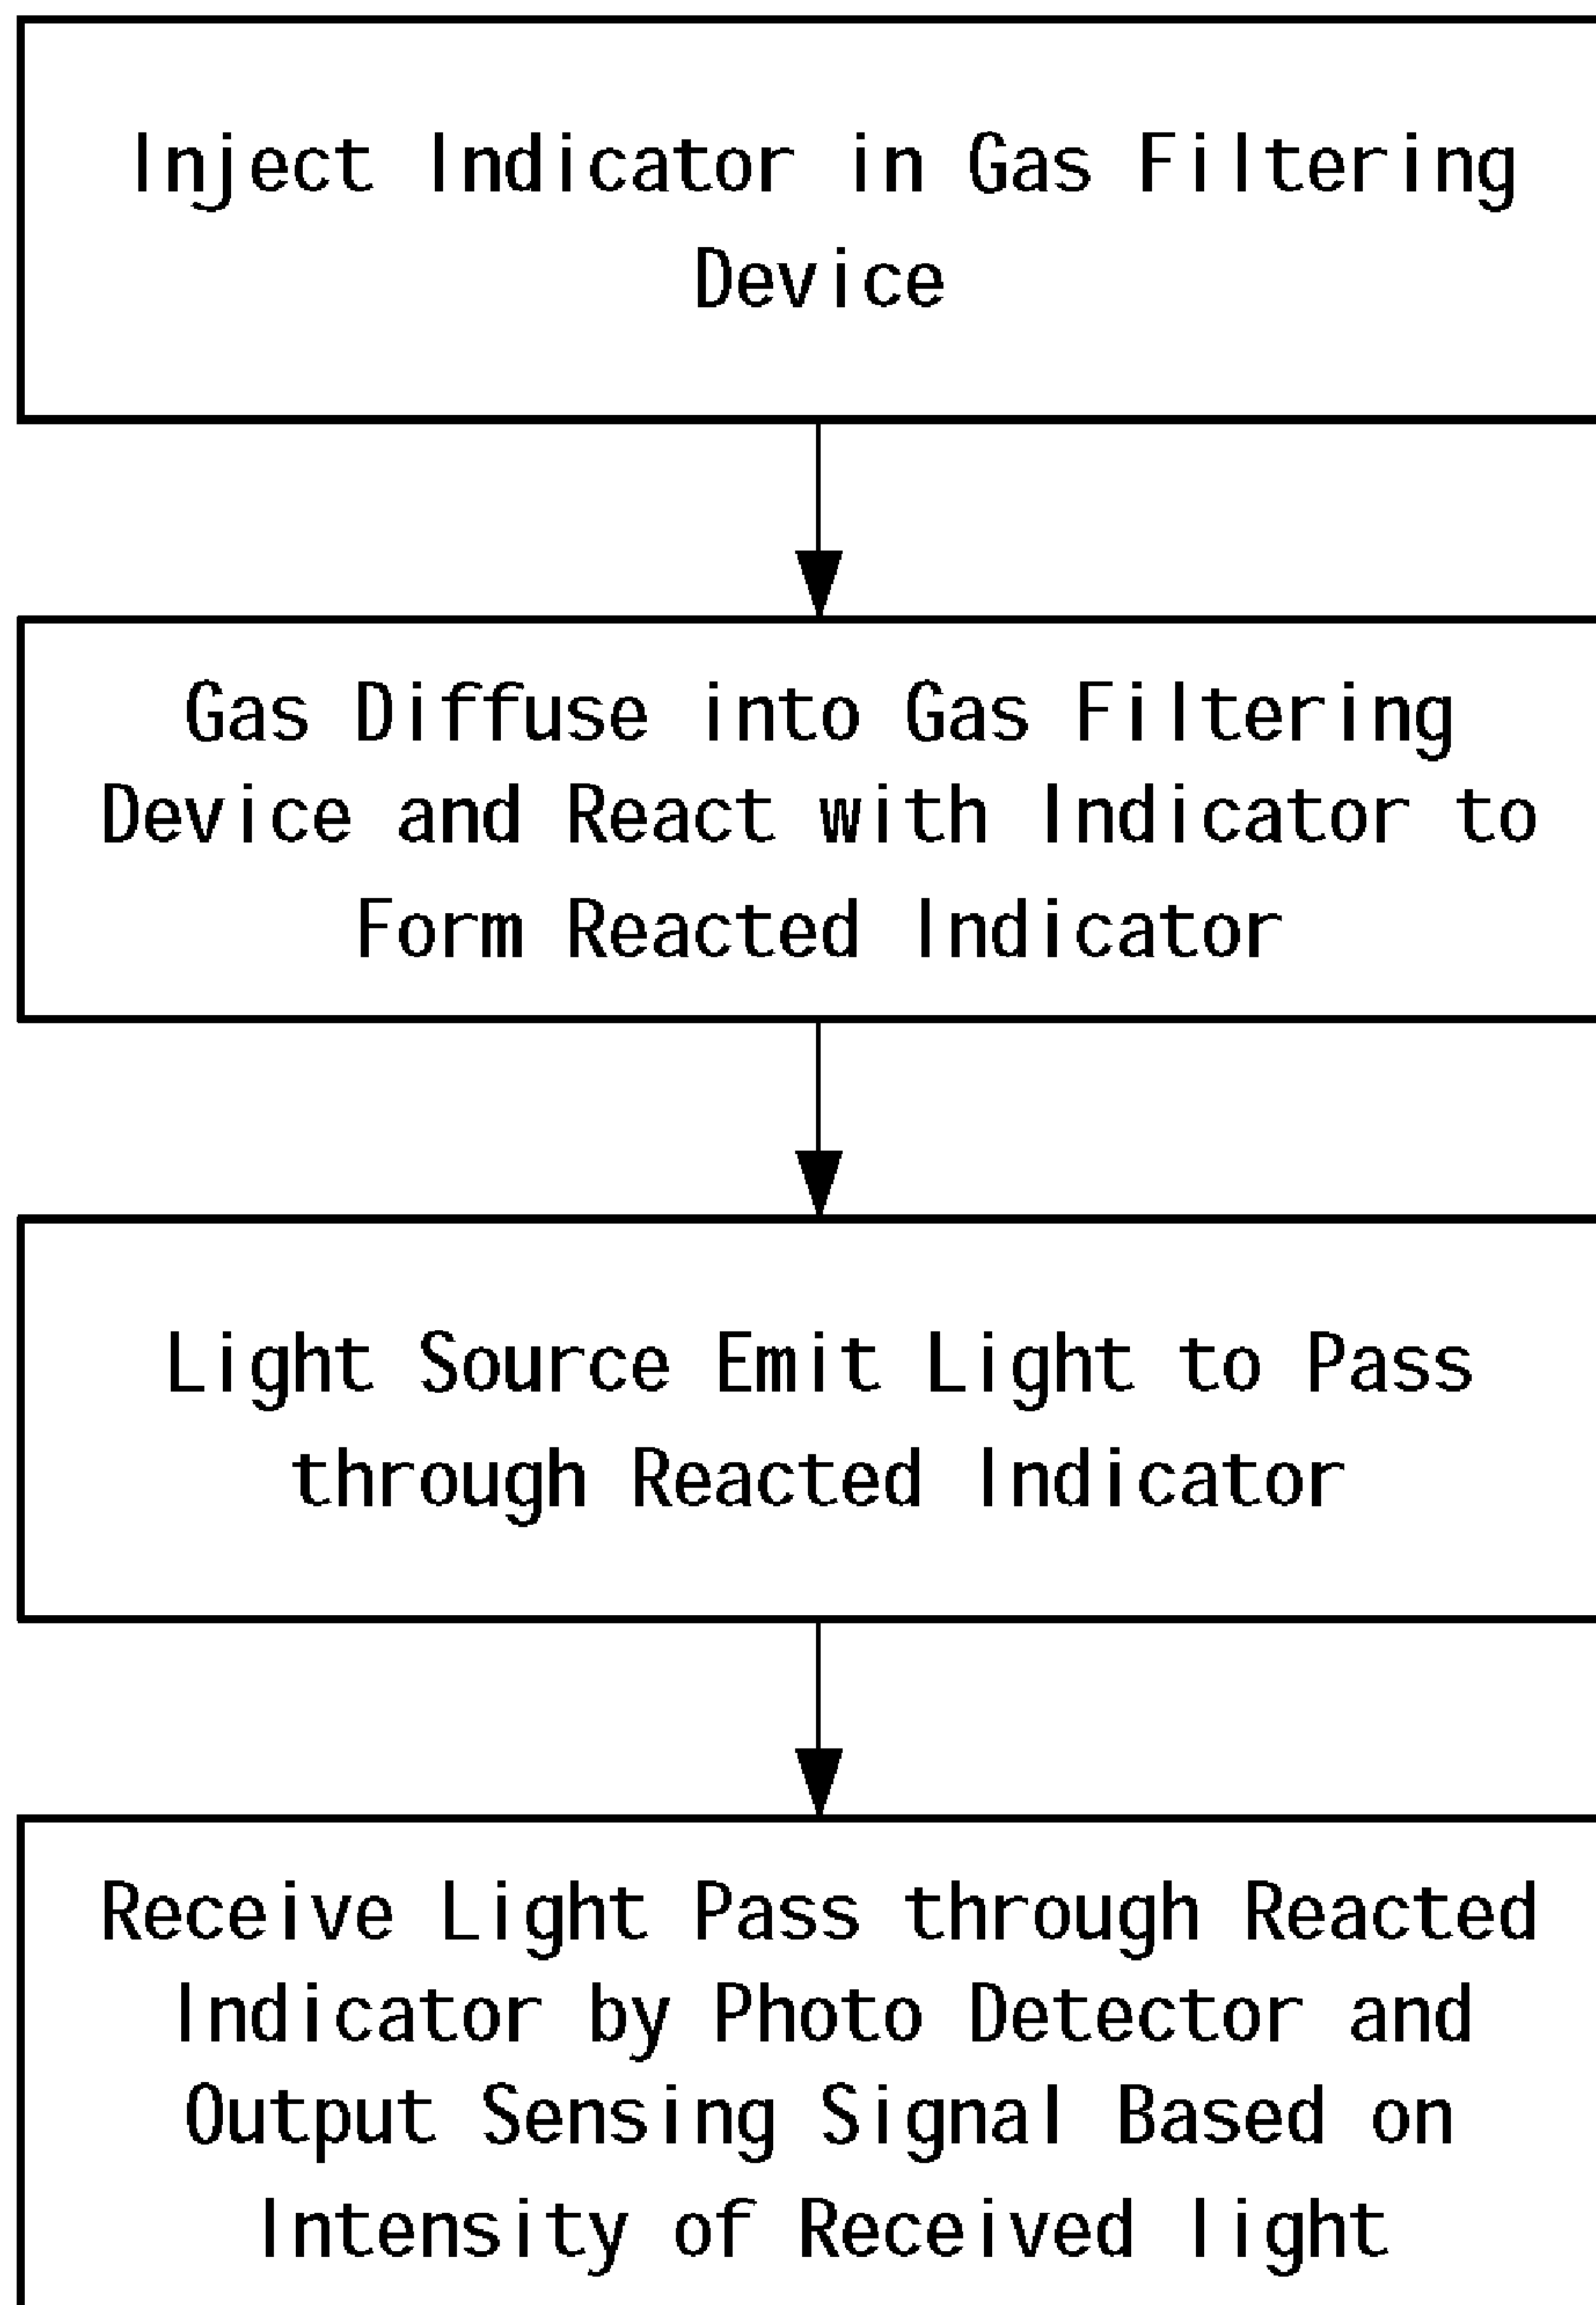 Inject Indicator in Gas Filtering
Device
Gas Diffuse into Gas Filtering
Device and React with Indicator to
Form Reacted Indicator
Light Source Emit Light to Pass
through Reacted Indicator
Receive Light Pass through Reacted
Indicator by Photo Detector and
Output Sensing Signal Based on
Intensity of Received light